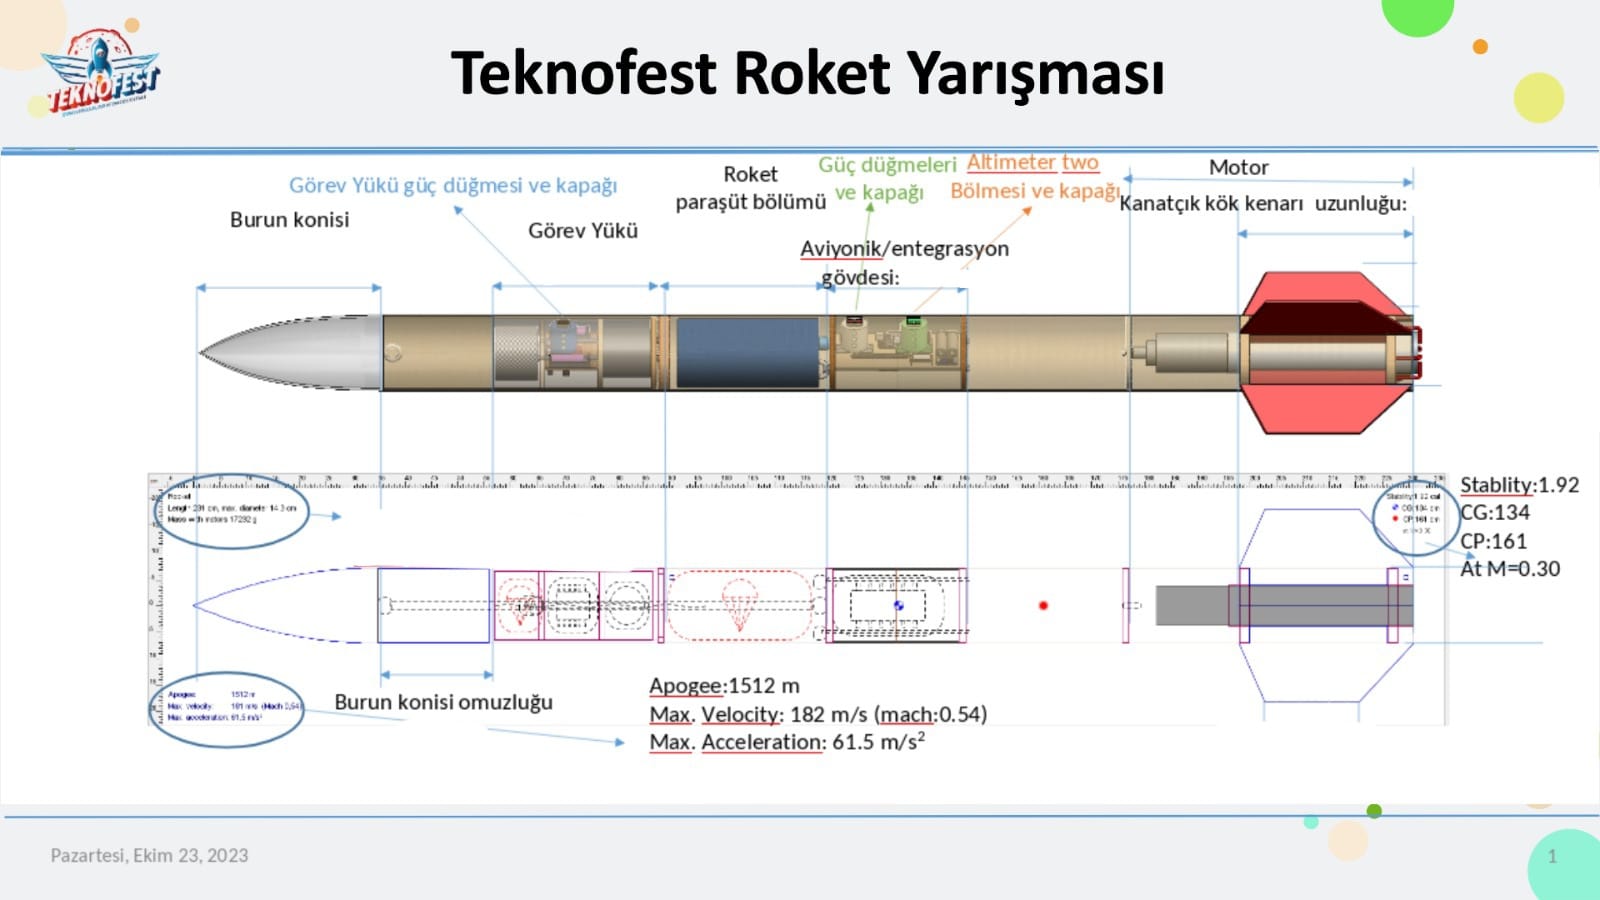 Teknofest Roket Yarışması
TEKNOFEST
Görev Yükü güç düğmesi ve kapağı
Burun konisi
Görev Yükü
Roket
paraşüt bölümü
Güç düğmeleri
ve kapağı
Altimeter two
Bölmesi ve kapağı
Motor
Kanatçık kök kenarı uzunluğu:
Aviyonik/entegrasyon
gövdesi:
Rocket
Length 231 cm, max. diameter 14.3 cm
Mass with motors 17292 g
Stablity:1.92
CG:134
CP:161
At M=0.30
Stability:1.92 cal
CG:134 cm
CP:161 cm
Apogee: 1512 m
Max. velocity: 181 m/s (Mach 0,54)
Max. acceleration: 61,5 m/s²
Burun konisi omuzluğu
Apogee:1512 m
Max. Velocity: 182 m/s (mach:0.54)
Max. Acceleration: 61.5 m/s²
Pazartesi, Ekim 23, 2023
1